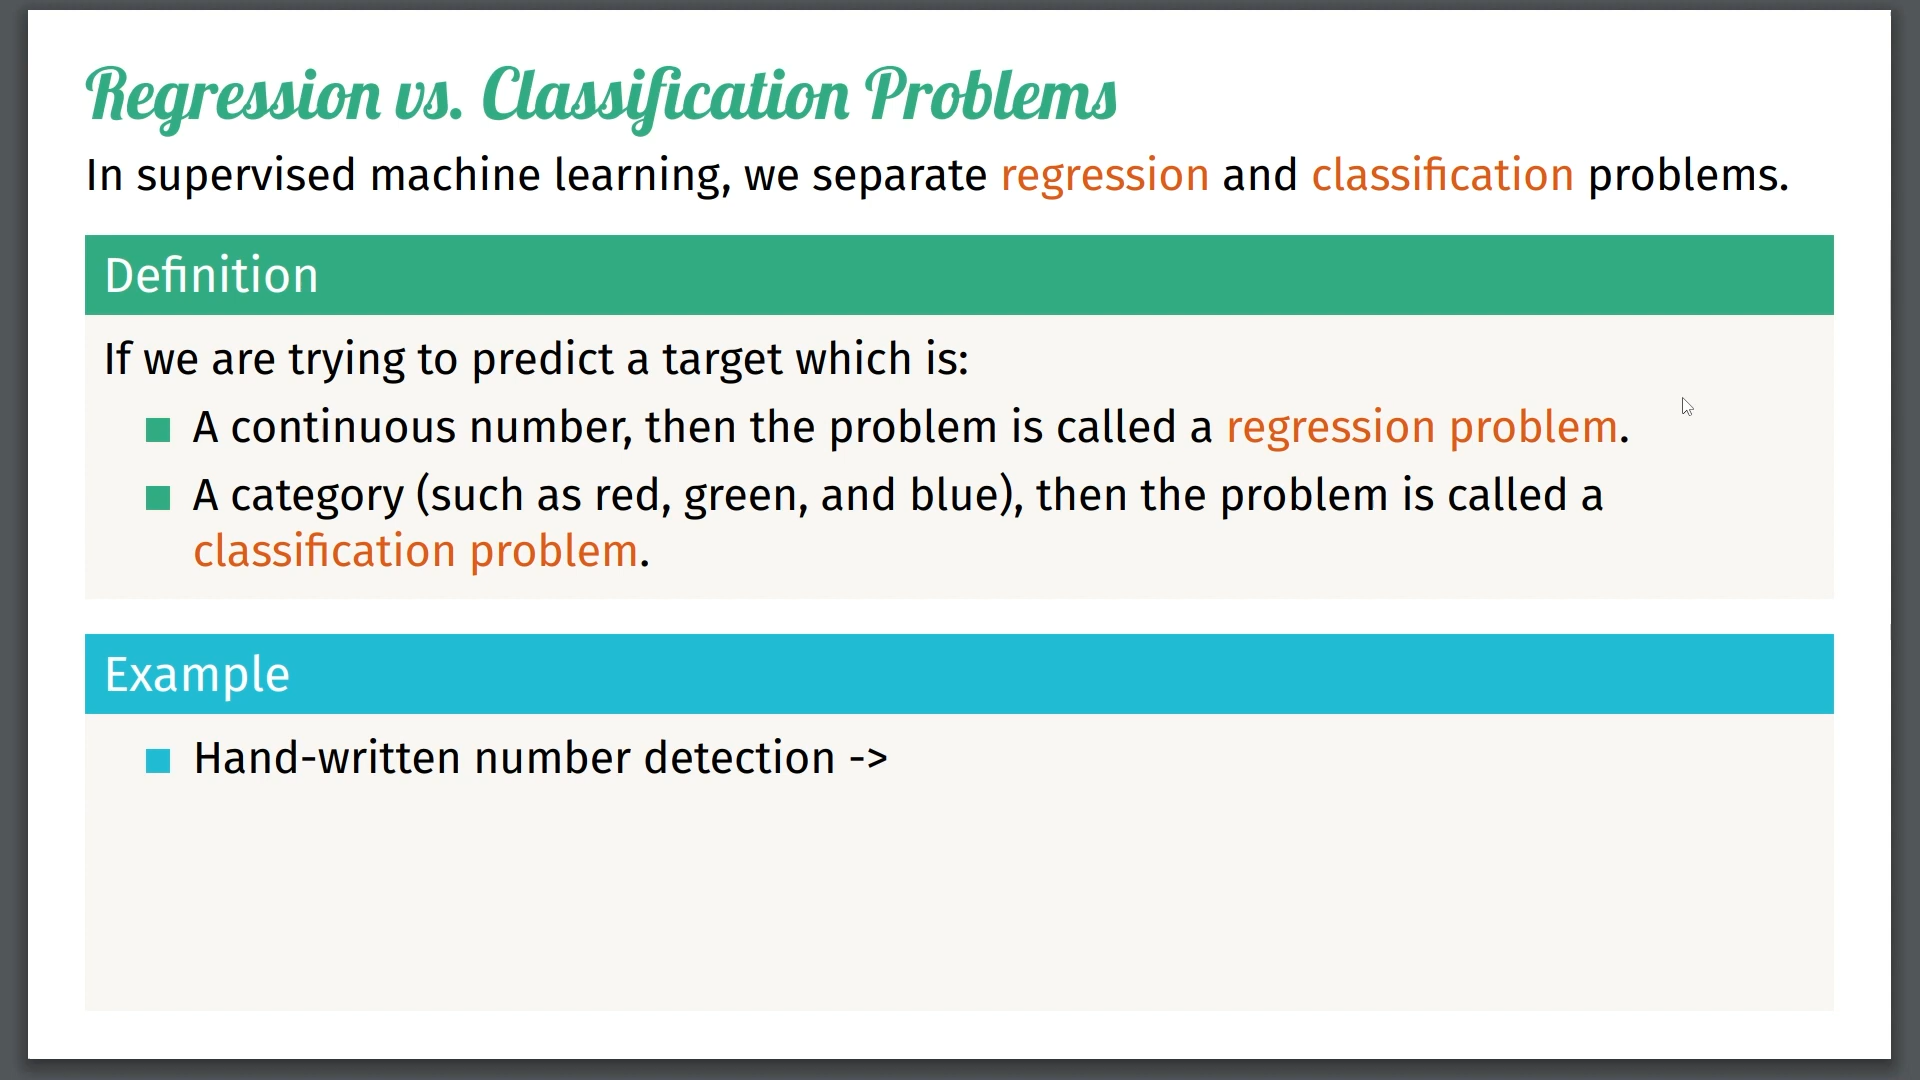 Regression vs. Classification Problems
In supervised machine learning, we separate regression and classification problems.
Definition
If we are trying to predict a target which is:
A continuous number, then the problem is called a regression problem.
A category (such as red, green, and blue), then the problem is called a
classification problem.
Example
Hand-written number detection ->